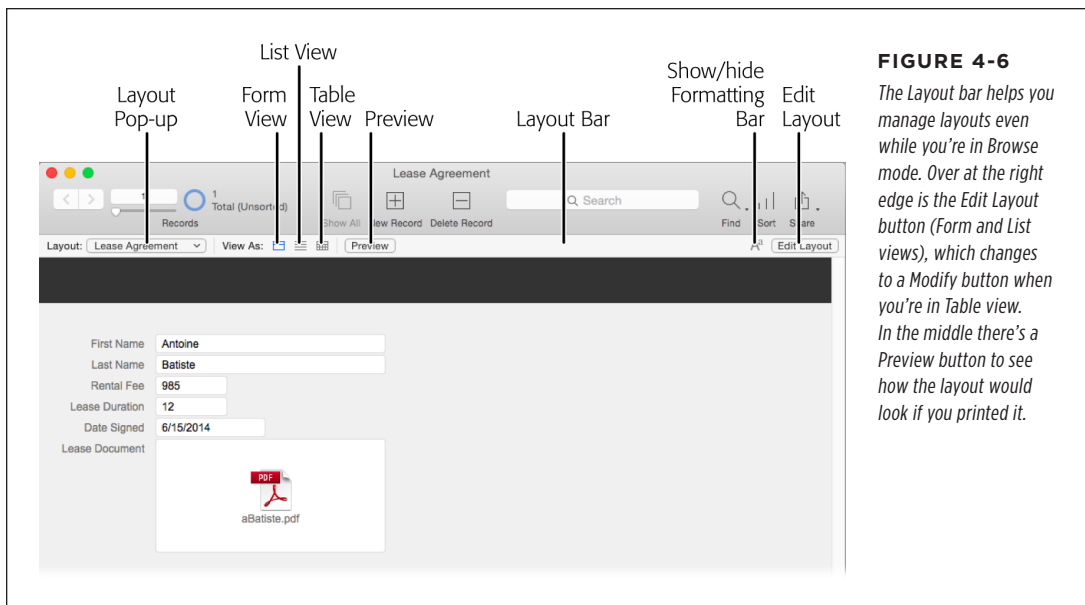 List View
Show/hide
Layout Form Table Formatting Edit
Pop-up View View Preview Layout Bar Bar Layout
Lease Agreement
1
1
Total (Unsorted)
Search
Records Show All New Record Delete Record Find Sort Share
Layout: Lease Agreement View As: Preview Aa Edit Layout
First Name Antoine
Last Name Batiste
Rental Fee 985
Lease Duration 12
Date Signed 6/15/2014
Lease Document
PDF
aBatiste.pdf
FIGURE 4-6
The Layout bar helps you
manage layouts even
while you're in Browse
mode. Over at the right
edge is the Edit Layout
button (Form and List
views), which changes
to a Modify button when
you're in Table view.
In the middle there's a
Preview button to see
how the layout would
look if you printed it.